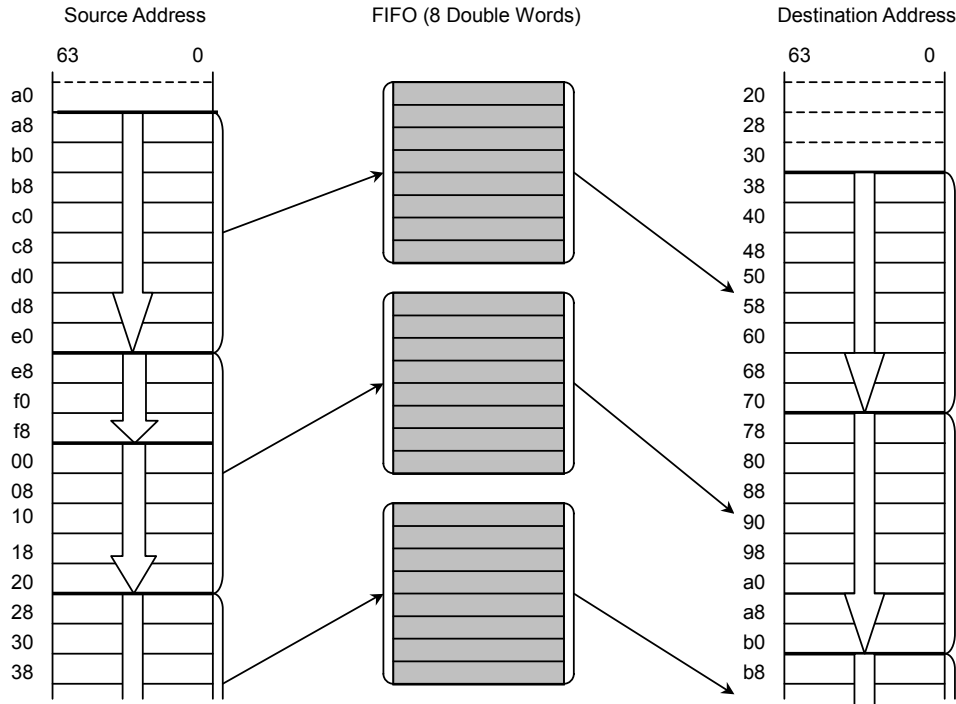 Source Address
FIFO (8 Double Words)
Destination Address
63 0
63 0
a0
a8
b0
b8
c0
c8
d0
d8
e0
e8
f0
f8
00
08
10
18
20
28
30
38
20
28
30
38
40
48
50
58
60
68
70
78
80
88
90
98
a0
a8
b0
b8